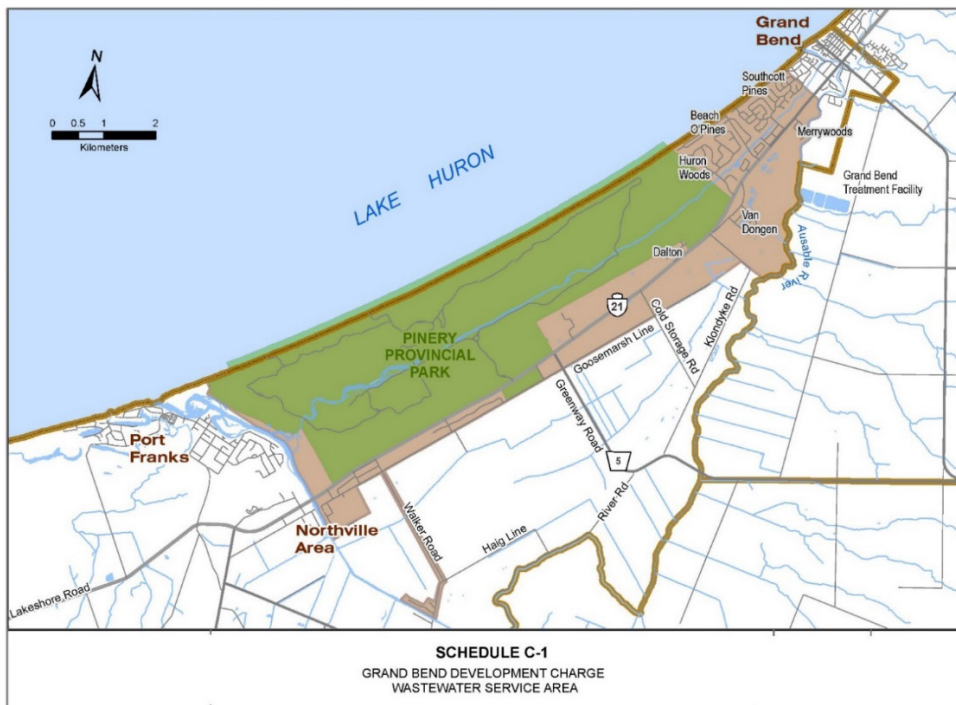 Grand
Bend
N
Southcott
Pines
0 0.5 1 2
Kilometers
Beach
O'Pines
Merrywoods
LAKE HURON
Huron
Woods
Grand Bend
Treatment Facility
Van
Dongen
Ausable River
Dalton
21
Cold Storage Rd
Klondyke Rd
PINERY
PROVINCIAL
PARK
Goosemarsh Line
Greenway Road
Port
Franks
5
River Rd
Walker Road
Northville
Area
Haig Line
Lakeshore Road
SCHEDULE C-1
GRAND BEND DEVELOPMENT CHARGE
WASTEWATER SERVICE AREA